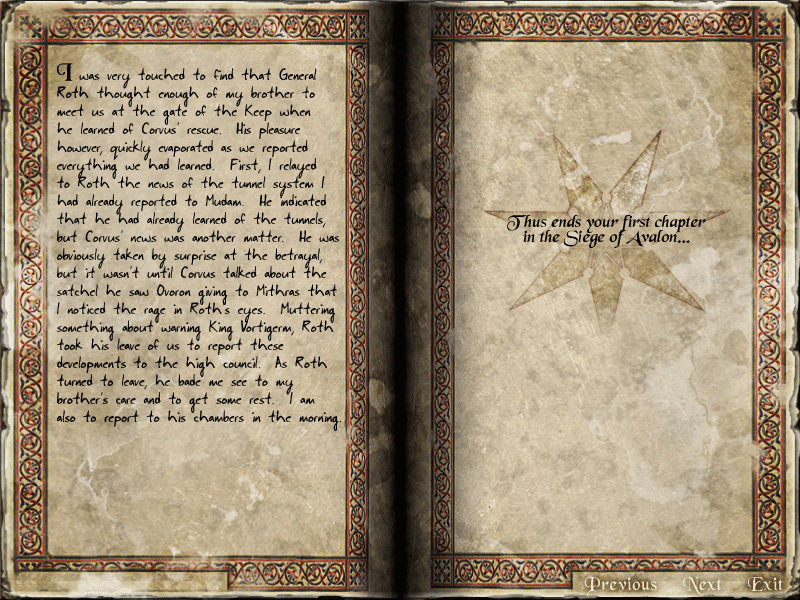 I was very touched to find that General
Roth thought enough of my brother to
meet us at the gate of the Keep when
he learned of Corvus' rescue. His pleasure
however, quickly evaporated as we reported
everything we had learned. First, I relayed
to Roth the news of the tunnel system I
had already reported to Mudam. He indicated
that he had already learned of the tunnels,
but Corvus' news was another matter. He was
obviously taken by surprise at the betrayal,
but it wasn't until Corvus talked about the
satchel he saw Ovoron giving to Mithras that
I noticed the rage in Roth's eyes. Muttering
something about warning King Vortigerm, Roth
took his leave of us to report these
developments to the high council. As Roth
turned to leave, he bade me see to my
brother's care and to get some rest. I am
also to report to his chambers in the morning.
Thus ends your first chapter
in the Siege of Avalon...
Previous Next Exit